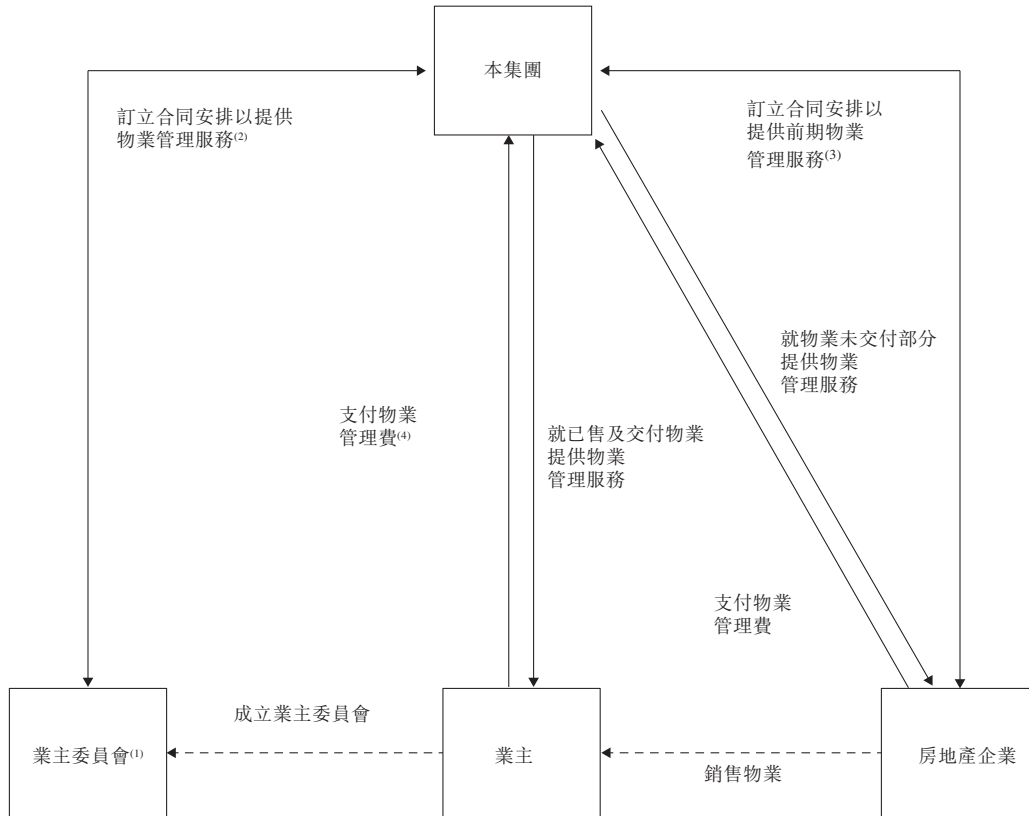 本集團
訂立合同安排以提供
物業管理服務(2)
訂立合同安排以
提供前期物業
管理服務(3)
就物業未交付部分
提供物業
管理服務
支付物業
管理費(4)
就已售及交付物業
提供物業
管理服務
支付物業
管理費
成立業主委員會
業主委員會(1)
業主
銷售物業
房地產企業